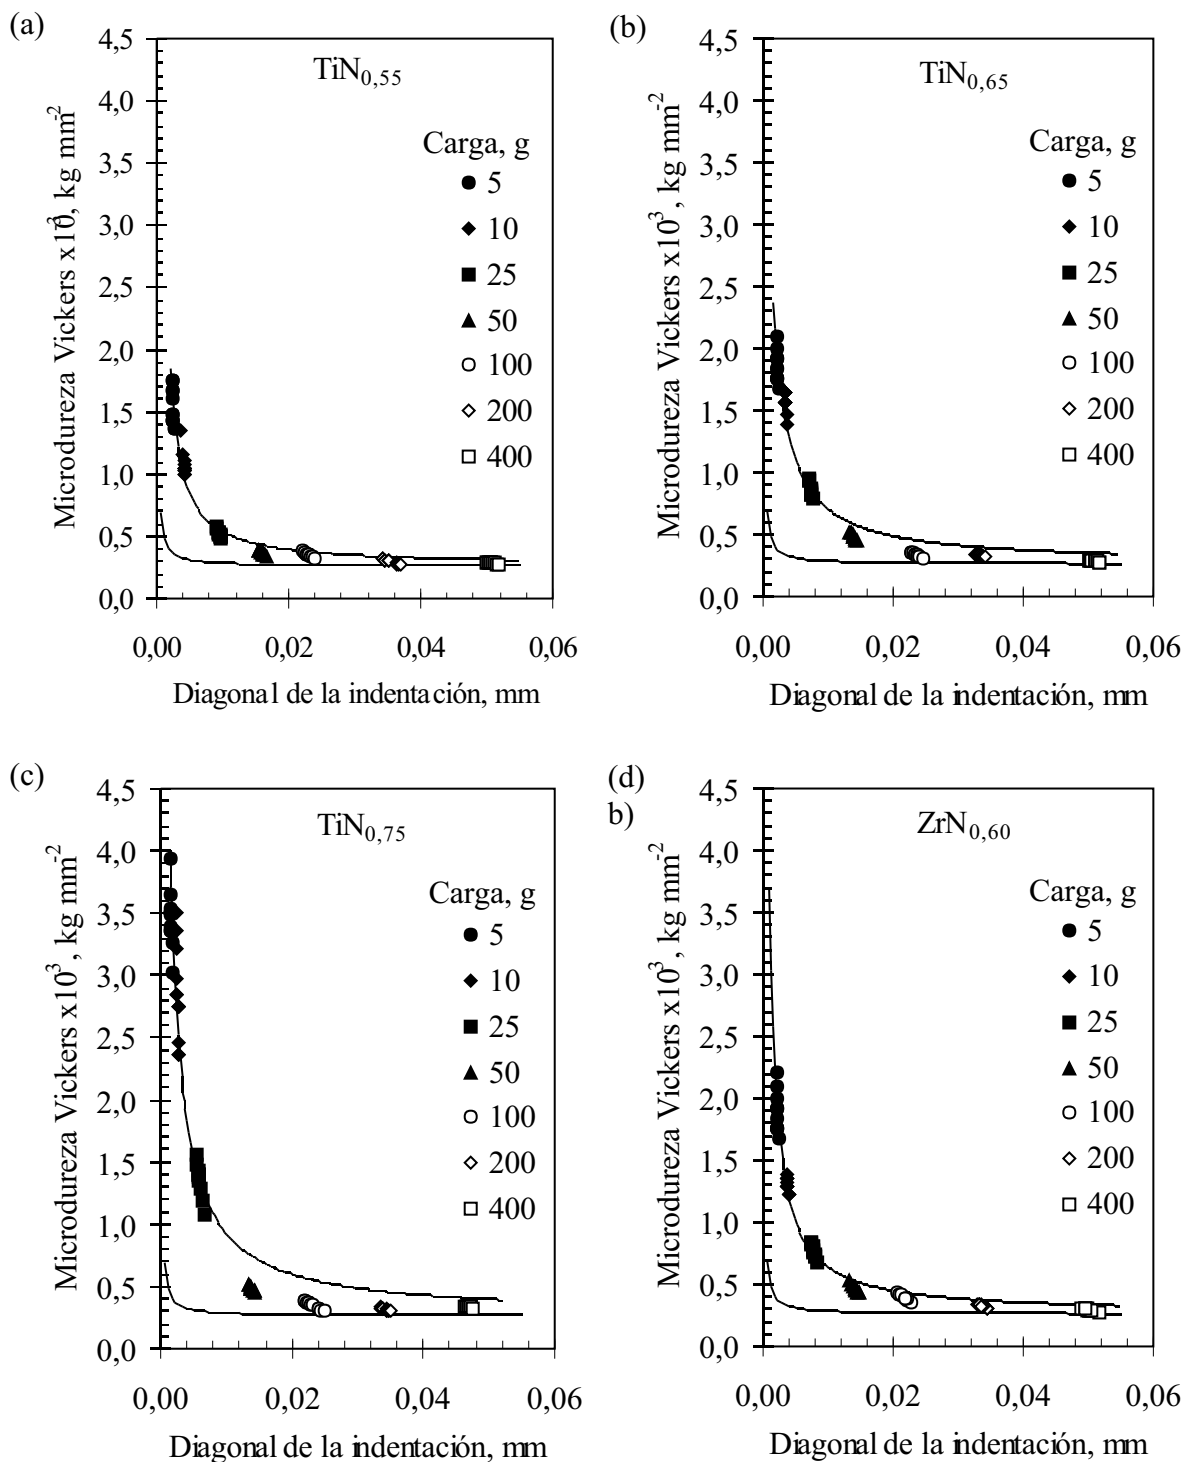 (a)
Microdureza Vickers x10³, kg mm⁻²
4,5
4,0
3,5
3,0
2,5
2,0
1,5
1,0
0,5
0,0
TiN₀,₅₅
Carga, g
5
10
25
50
100
200
400
0,00 0,02 0,04 0,06
Diagonal de la indentación, mm
(b)
Microdureza Vickers x10³, kg mm⁻²
4,5
4,0
3,5
3,0
2,5
2,0
1,5
1,0
0,5
0,0
TiN₀,₆₅
Carga, g
5
10
25
50
100
200
400
0,00 0,02 0,04 0,06
Diagonal de la indentación, mm
(c)
Microdureza Vickers x10³, kg mm⁻²
4,5
4,0
3,5
3,0
2,5
2,0
1,5
1,0
0,5
0,0
TiN₀,₇₅
Carga, g
5
10
25
50
100
200
400
0,00 0,02 0,04 0,06
Diagonal de la indentación, mm
(d)
b)
Microdureza Vickers x10³, kg mm⁻²
4,5
4,0
3,5
3,0
2,5
2,0
1,5
1,0
0,5
0,0
ZrN₀,₆₀
Carga, g
5
10
25
50
100
200
400
0,00 0,02 0,04 0,06
Diagonal de la indentación, mm